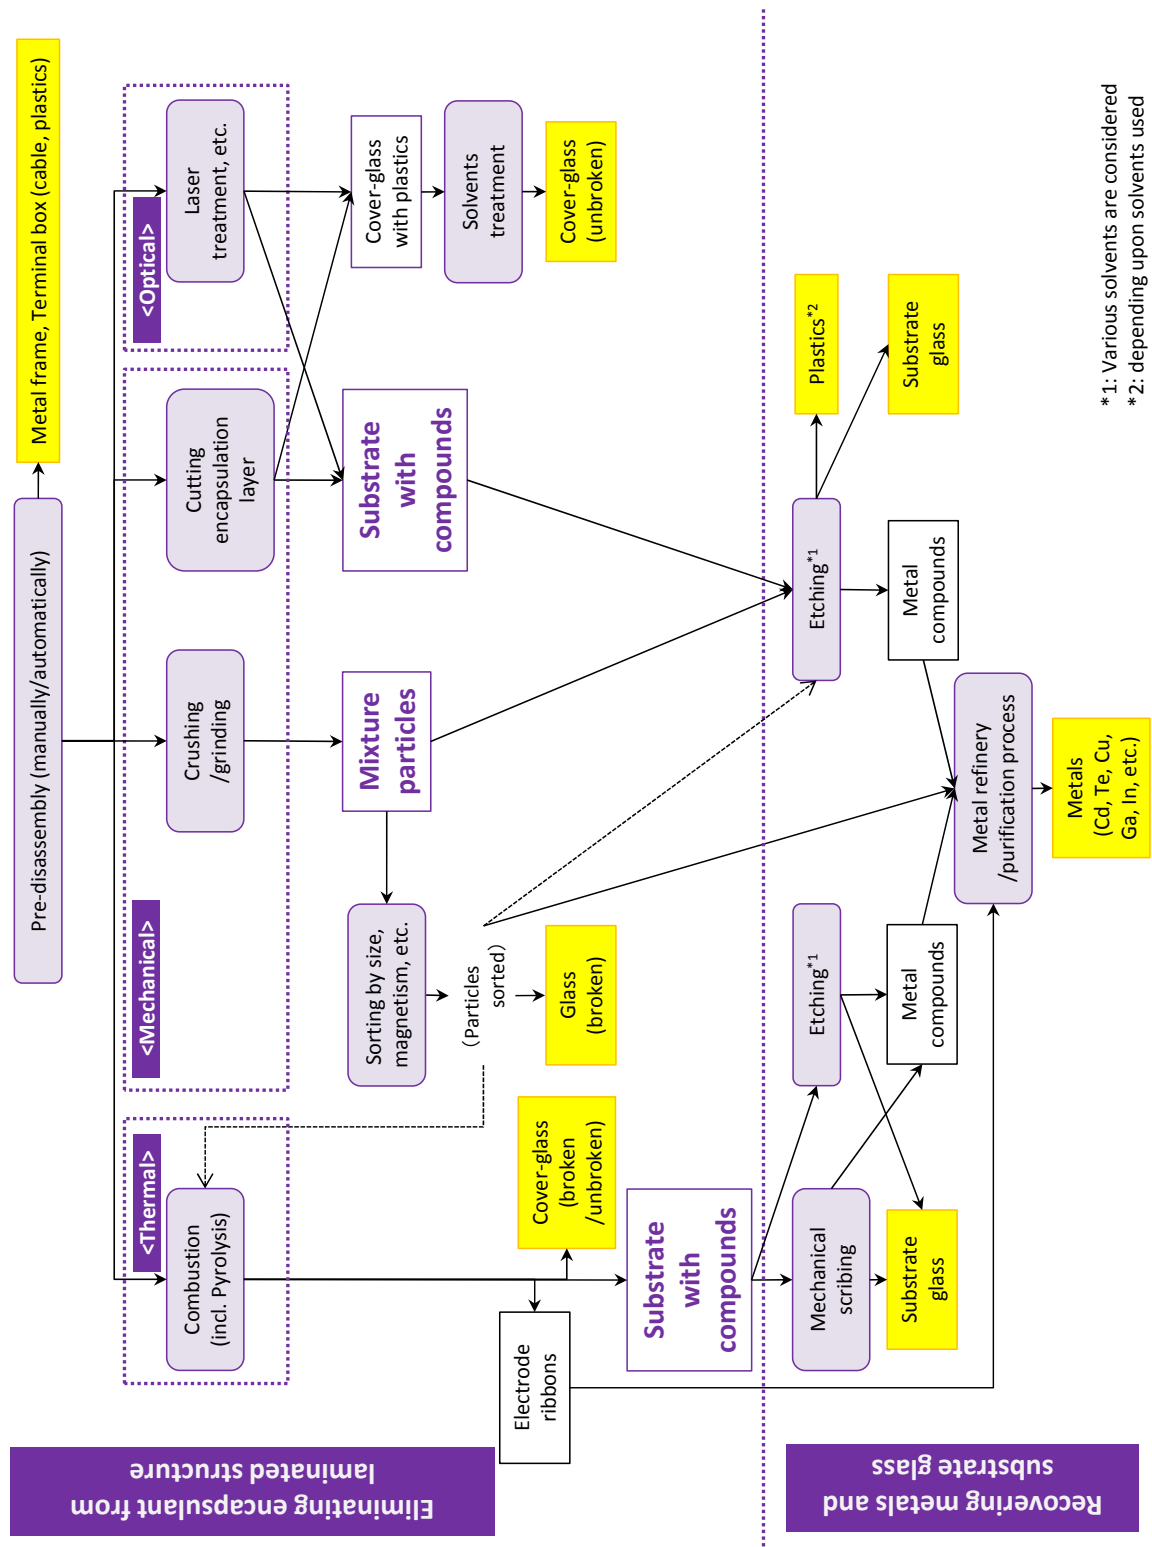 Eliminating encapsulant from
laminated structure
Pre-disassembly (manually/automatically)
Metal frame, Terminal box (cable, plastics)
<Thermal>
<Mechanical>
<Optical>
Combustion
(incl. Pyrolysis)
Crushing
/grinding
Cutting
encapsulation
layer
Laser
treatment, etc.
Sorting by size,
magnetism, etc.
Mixture
particles
Substrate
with
compounds
Cover-glass
with plastics
(Particles
sorted)
Solvents
treatment
Electrode
ribbons
Cover-glass
(broken
/unbroken)
Glass
(broken)
Cover-glass
(unbroken)
Substrate
with
compounds
Recovering metals and
substrate glass
Mechanical
scribing
Etching*1
Etching*1
Plastics*2
Substrate
glass
Metal
compounds
Metal
compounds
Substrate
glass
Metal refinery
/purification process
Metals
(Cd, Te, Cu,
Ga, In, etc.)
*1: Various solvents are considered
*2: depending upon solvents used